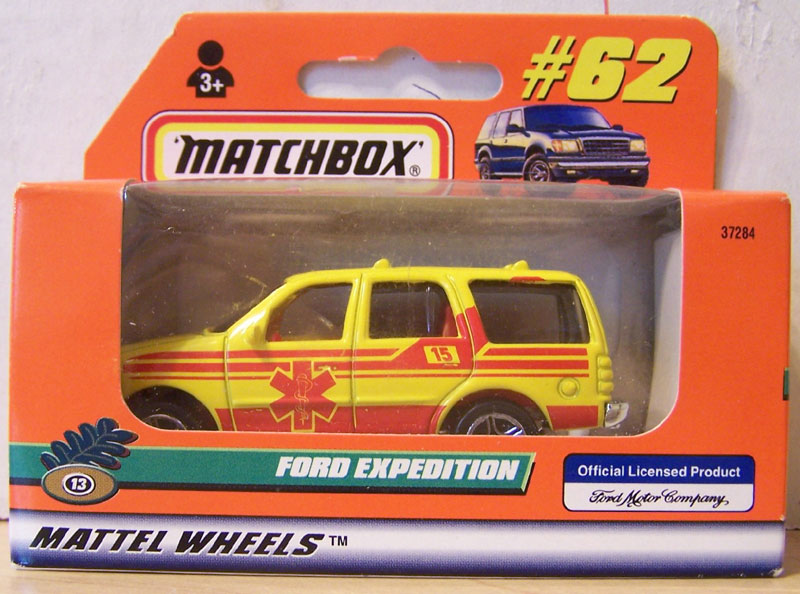 3+
#62
'MATCHBOX'®
37284
15
FORD EXPEDITION
13
Official Licensed Product
Ford Motor Company
MATTEL WHEELS™